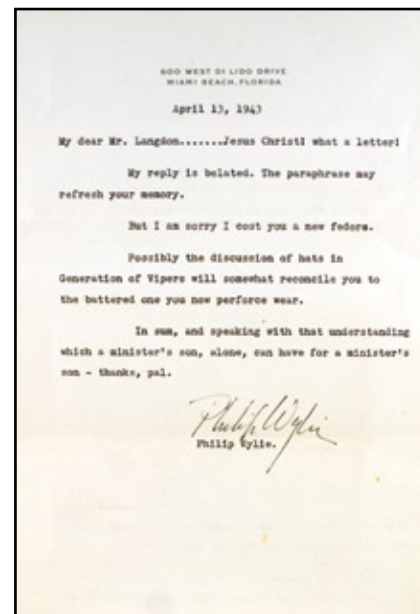 600 WEST DI LIDO DRIVE
MIAMI BEACH, FLORIDA
April 13, 1943
My dear Mr. Langdon.......Jesus Christ! what a letter!
My reply is belated. The paraphrase may
refresh your memory.
But I am sorry I cost you a new fedora.
Possibly the discussion of hats in
Generation of Vipers will somewhat reconcile you to
the battered one you now perforce wear.
In sum, and speaking with that understanding
which a minister's son, alone, can have for a minister's
son - thanks, pal.
Philip Wylie
Philip Wylie.